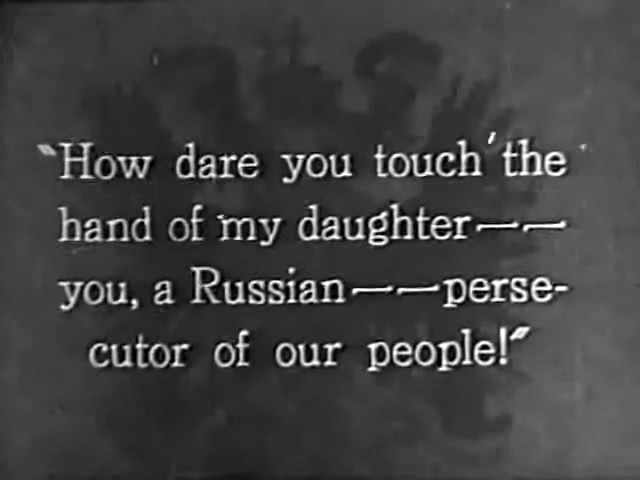 "How dare you touch the
hand of my daughter——
you, a Russian——perse-
cutor of our people!"